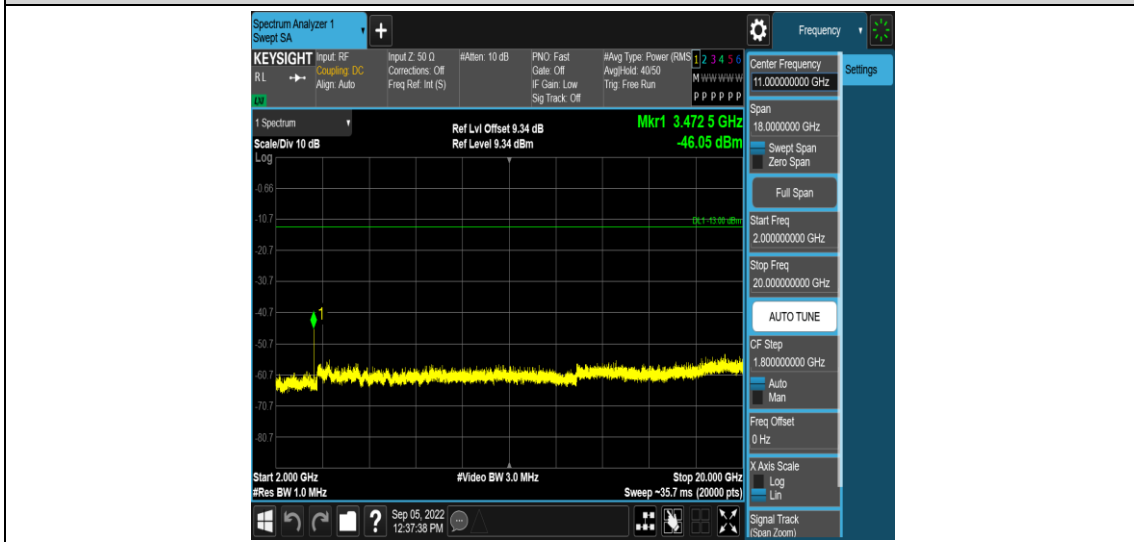 Spectrum Analyzer 1
Swept SA
+
Frequency
KEYSIGHT
RL
Input: RF
Coupling: DC
Align: Auto
Input Z: 50 Ω
Corrections: Off
Freq Ref: Int (S)
#Atten: 10 dB
PNO: Fast
Gate: Off
IF Gain: Low
Sig Track: Off
#Avg Type: Power (RMS
Avg|Hold: 40/50
Trig: Free Run
1 2 3 4 5 6
M W W W W W
P P P P P P
LNI
1 Spectrum
Scale/Div 10 dB
Ref Lvl Offset 9.34 dB
Ref Level 9.34 dBm
Mkr1 3.472 5 GHz
-46.05 dBm
Log
-0.66
-10.7
DL1 -13.00 dBm
-20.7
-30.7
-40.7
1
-50.7
-60.7
-70.7
-80.7
Start 2.000 GHz
#Video BW 3.0 MHz
Stop 20.000 GHz
#Res BW 1.0 MHz
Sweep ~35.7 ms (20000 pts)
Sep 05, 2022
12:37:38 PM
?
Center Frequency
11.000000000 GHz
Settings
Span
18.0000000 GHz
Swept Span
Zero Span
Full Span
Start Freq
2.000000000 GHz
Stop Freq
20.000000000 GHz
AUTO TUNE
CF Step
1.800000000 GHz
Auto
Man
Freq Offset
0 Hz
X Axis Scale
Log
Lin
Signal Track
(Span Zoom)